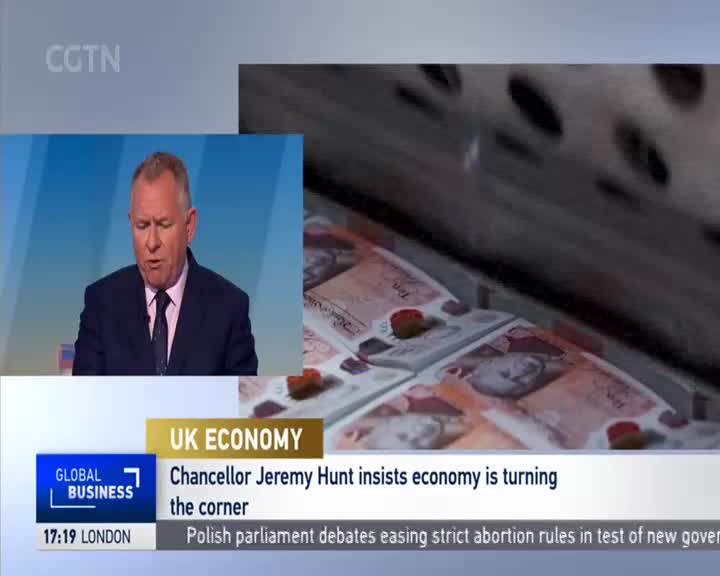 CGTN
UK ECONOMY
Chancellor Jeremy Hunt insists economy is turning
the corner
GLOBAL
BUSINESS
17:19 LONDON
Polish parliament debates easing strict abortion rules in test of new gover